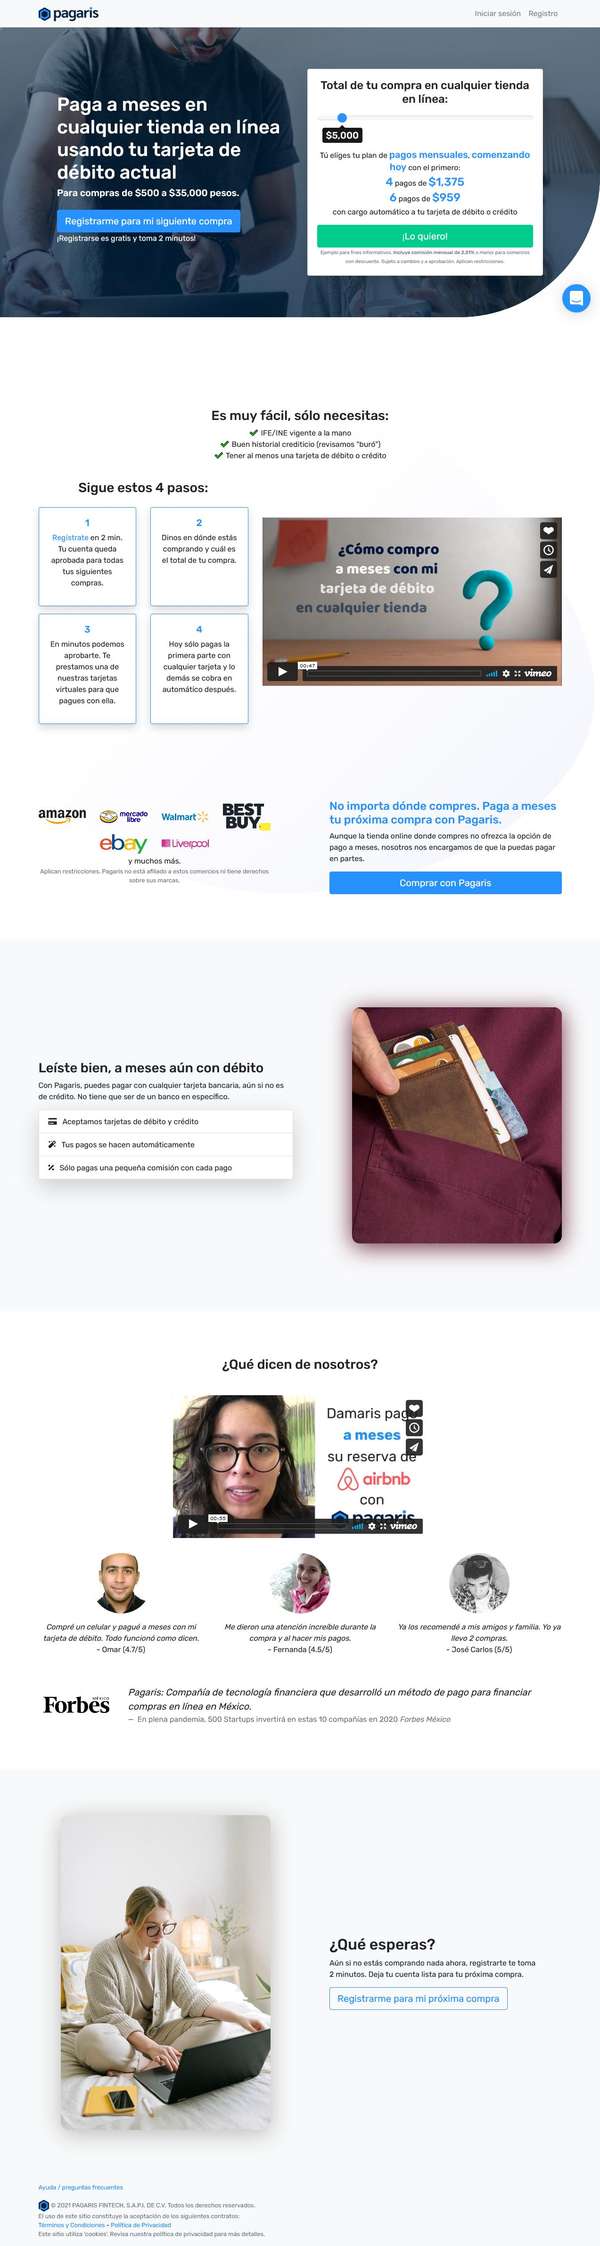 pagaris
Iniciar sesión Registro
Paga a meses en
cualquier tienda en línea
usando tu tarjeta de
débito actual
Para compras de $500 a $35,000 pesos.
Registrarme para mi siguiente compra
¡Registrarse es gratis y toma 2 minutos!
Total de tu compra en cualquier tienda
en línea:
$5,000
Tú eliges tu plan de pagos mensuales, comenzando
hoy con el primero:
4 pagos de $1,375
6 pagos de $959
con cargo automático a tu tarjeta de débito o crédito
¡Lo quiero!
Ejemplo para fines informativos. Incluye comisión mensual de 2.31% o menos para comercios
con descuento. Sujeto a cambios y a aprobación. Aplican restricciones.
Es muy fácil, sólo necesitas:
IFE/INE vigente a la mano
Buen historial crediticio (revisamos "buró")
Tener al menos una tarjeta de débito o crédito
Sigue estos 4 pasos:
1
Regístrate en 2 min.
Tu cuenta queda
aprobada para todas
tus siguientes
compras.
2
Dinos en dónde estás
comprando y cuál es
el total de tu compra.
3
En minutos podemos
aprobarte. Te
prestamos una de
nuestras tarjetas
virtuales para que
pagues con ella.
4
Hoy sólo pagas la
primera parte con
cualquier tarjeta y lo
demás se cobra en
automático después.
¿Cómo compro
a meses con mi
tarjeta de débito
en cualquier tienda
?
00:47
vimeo
amazon
mercado
libre
Walmart
BEST
BUY
ebay
Liverpool
y muchos más.
Aplican restricciones. Pagaris no está afiliado a estos comercios ni tiene derechos
sobre sus marcas.
No importa dónde compres. Paga a meses
tu próxima compra con Pagaris.
Aunque la tienda online donde compres no ofrezca la opción de
pago a meses, nosotros nos encargamos de que la puedas pagar
en partes.
Comprar con Pagaris
Leíste bien, a meses aún con débito
Con Pagaris, puedes pagar con cualquier tarjeta bancaria, aún si no es
de crédito. No tiene que ser de un banco en específico.
Aceptamos tarjetas de débito y crédito
Tus pagos se hacen automáticamente
Sólo pagas una pequeña comisión con cada pago
¿Qué dicen de nosotros?
Damaris pagó
a meses
su reserva de
airbnb
con
pagaris
00:55
vimeo
Compré un celular y pagué a meses con mi
tarjeta de débito. Todo funcionó como dicen.
- Omar (4.7/5)
Me dieron una atención increíble durante la
compra y al hacer mis pagos.
- Fernanda (4.5/5)
Ya los recomendé a mis amigos y familia. Yo ya
llevo 2 compras.
- José Carlos (5/5)
Forbes
MÉXICO
Pagaris: Compañía de tecnología financiera que desarrolló un método de pago para financiar
compras en línea en México.
— En plena pandemia, 500 Startups invertirá en estas 10 compañías en 2020 Forbes México
¿Qué esperas?
Aún si no estás comprando nada ahora, registrarte te toma
2 minutos. Deja tu cuenta lista para tu próxima compra.
Registrarme para mi próxima compra
Ayuda / preguntas frecuentes
© 2021 PAGARIS FINTECH, S.A.P.I. DE C.V. Todos los derechos reservados.
El uso de este sitio constituye la aceptación de los siguientes contratos:
Términos y Condiciones - Política de Privacidad
Este sitio utiliza 'cookies'. Revisa nuestra política de privacidad para más detalles.